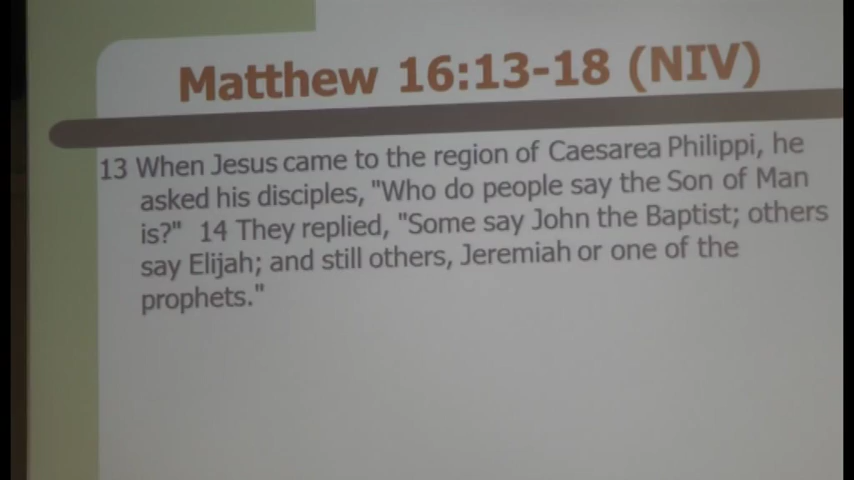 Matthew 16:13-18 (NIV)
13 When Jesus came to the region of Caesarea Philippi, he
asked his disciples, "Who do people say the Son of Man
is?" 14 They replied, "Some say John the Baptist; others
say Elijah; and still others, Jeremiah or one of the
prophets."